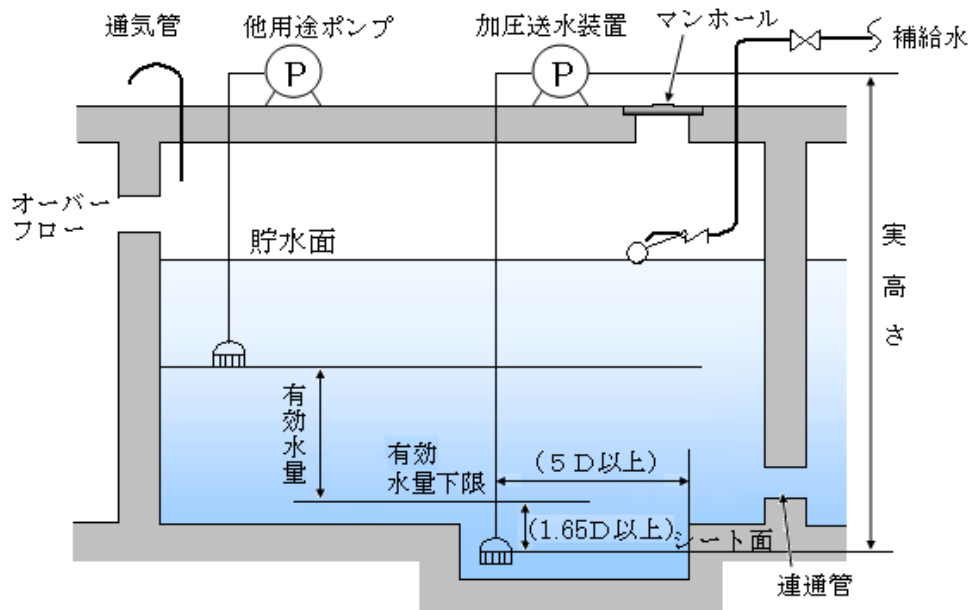 通気管
他用途ポンプ
加圧送水装置
マンホール
補給水
P
P
オーバー
フロー
貯水面
実高さ
有効水量
有効
水量下限
(5D以上)
(1.65D以上)
シート面
連通管